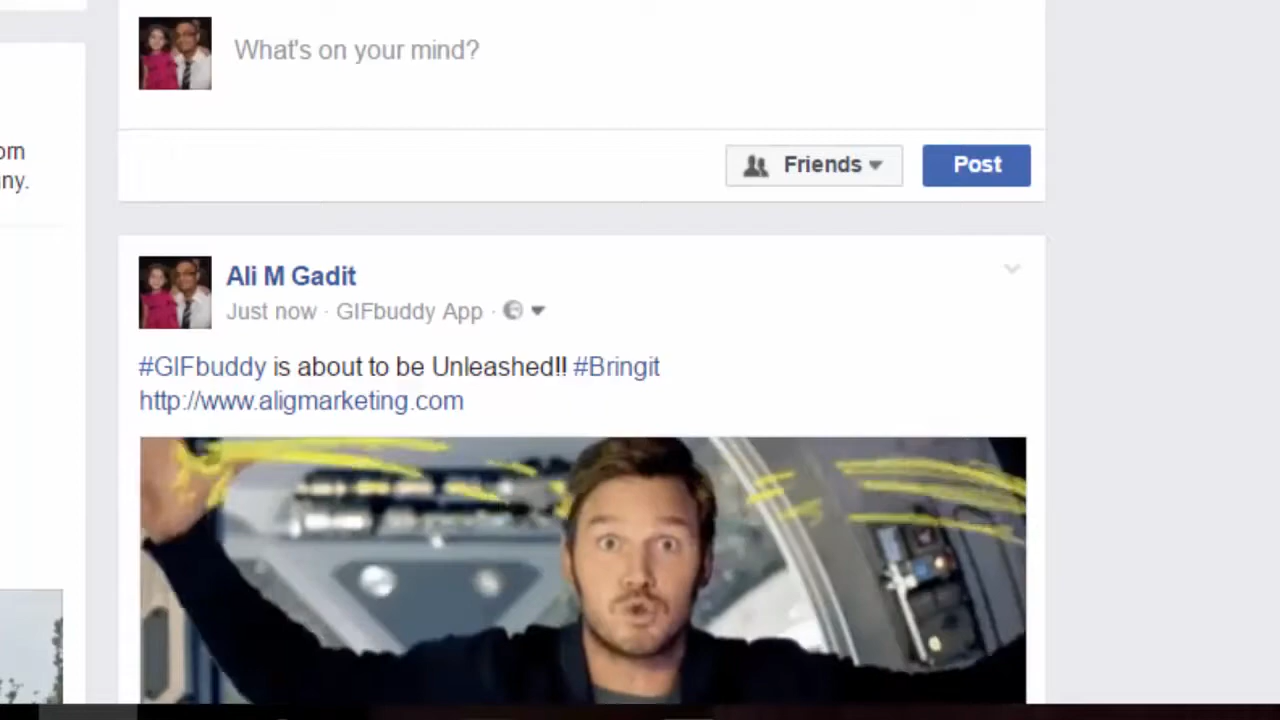 What's on your mind?
orn
ny.
Friends
Post
Ali M Gadit
Just now · GIFbuddy App ·
#GIFbuddy is about to be Unleashed!! #Bringit
http://www.aligmarketing.com